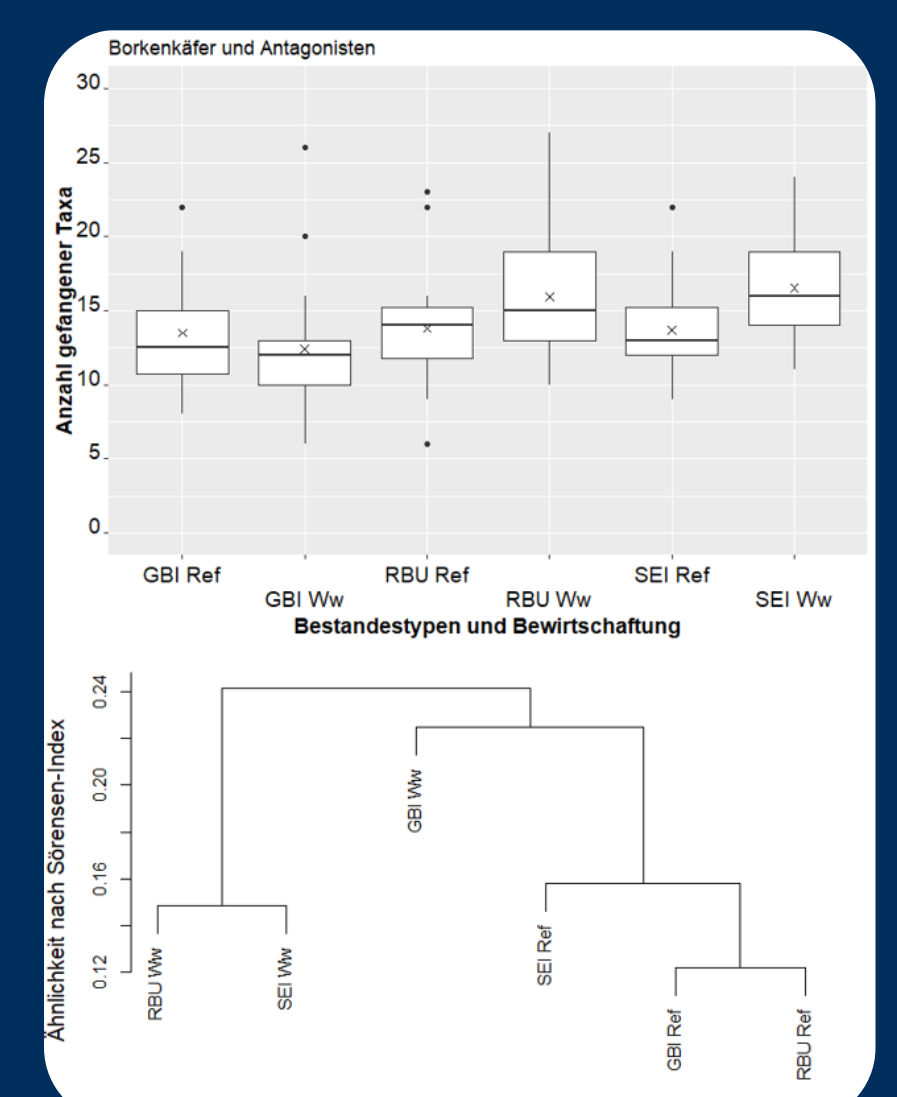 Borkenkäfer und Antagonisten
Anzahl gefangener Taxa
30
25
20
15
10
5
0
GBI Ref
GBI Ww
RBU Ref
RBU Ww
SEI Ref
SEI Ww
Bestandestypen und Bewirtschaftung
Ähnlichkeit nach Sörensen-Index
0.24
0.20
0.16
0.12
RBU Ww
SEI Ww
GBI Ww
SEI Ref
GBI Ref
RBU Ref